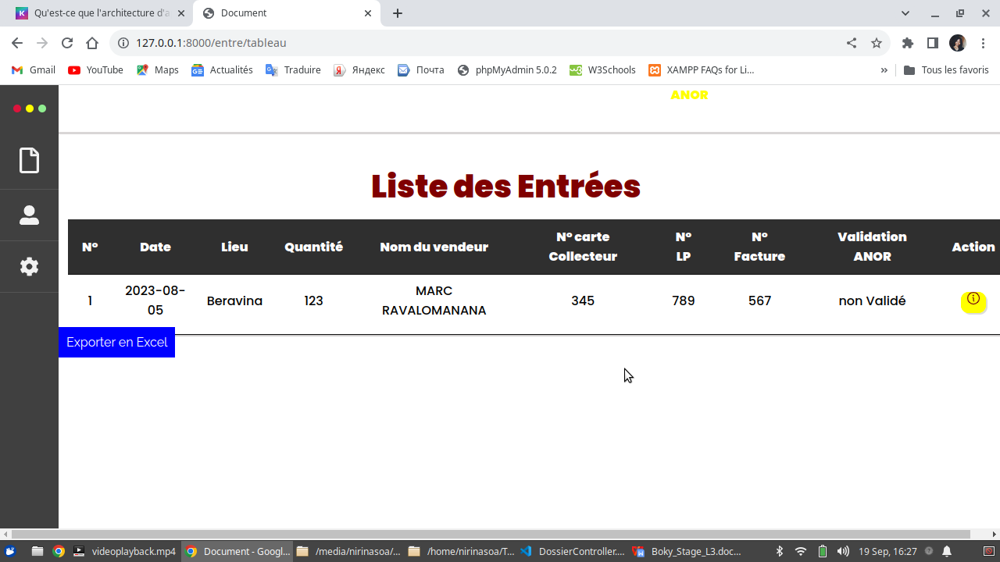 Qu'est-ce que l'architecture d'a
Document
127.0.0.1:8000/entre/tableau
Gmail
YouTube
Maps
Actualités
Traduire
Яндекс
Почта
phpMyAdmin 5.0.2
W3Schools
XAMPP FAQs for Li...
»
Tous les favoris
ANOR
Liste des Entrées
N° Date Lieu Quantité Nom du vendeur N° carte Collecteur N° LP N° Facture Validation ANOR Action
1 2023-08-05 Beravina 123 MARC RAVALOMANANA 345 789 567 non Validé
Exporter en Excel
videoplayback.mp4
Document - Googl...
/media/nirinasoa/...
/home/nirinasoa/T...
DossierController....
Boky_Stage_L3.doc...
19 Sep, 16:27